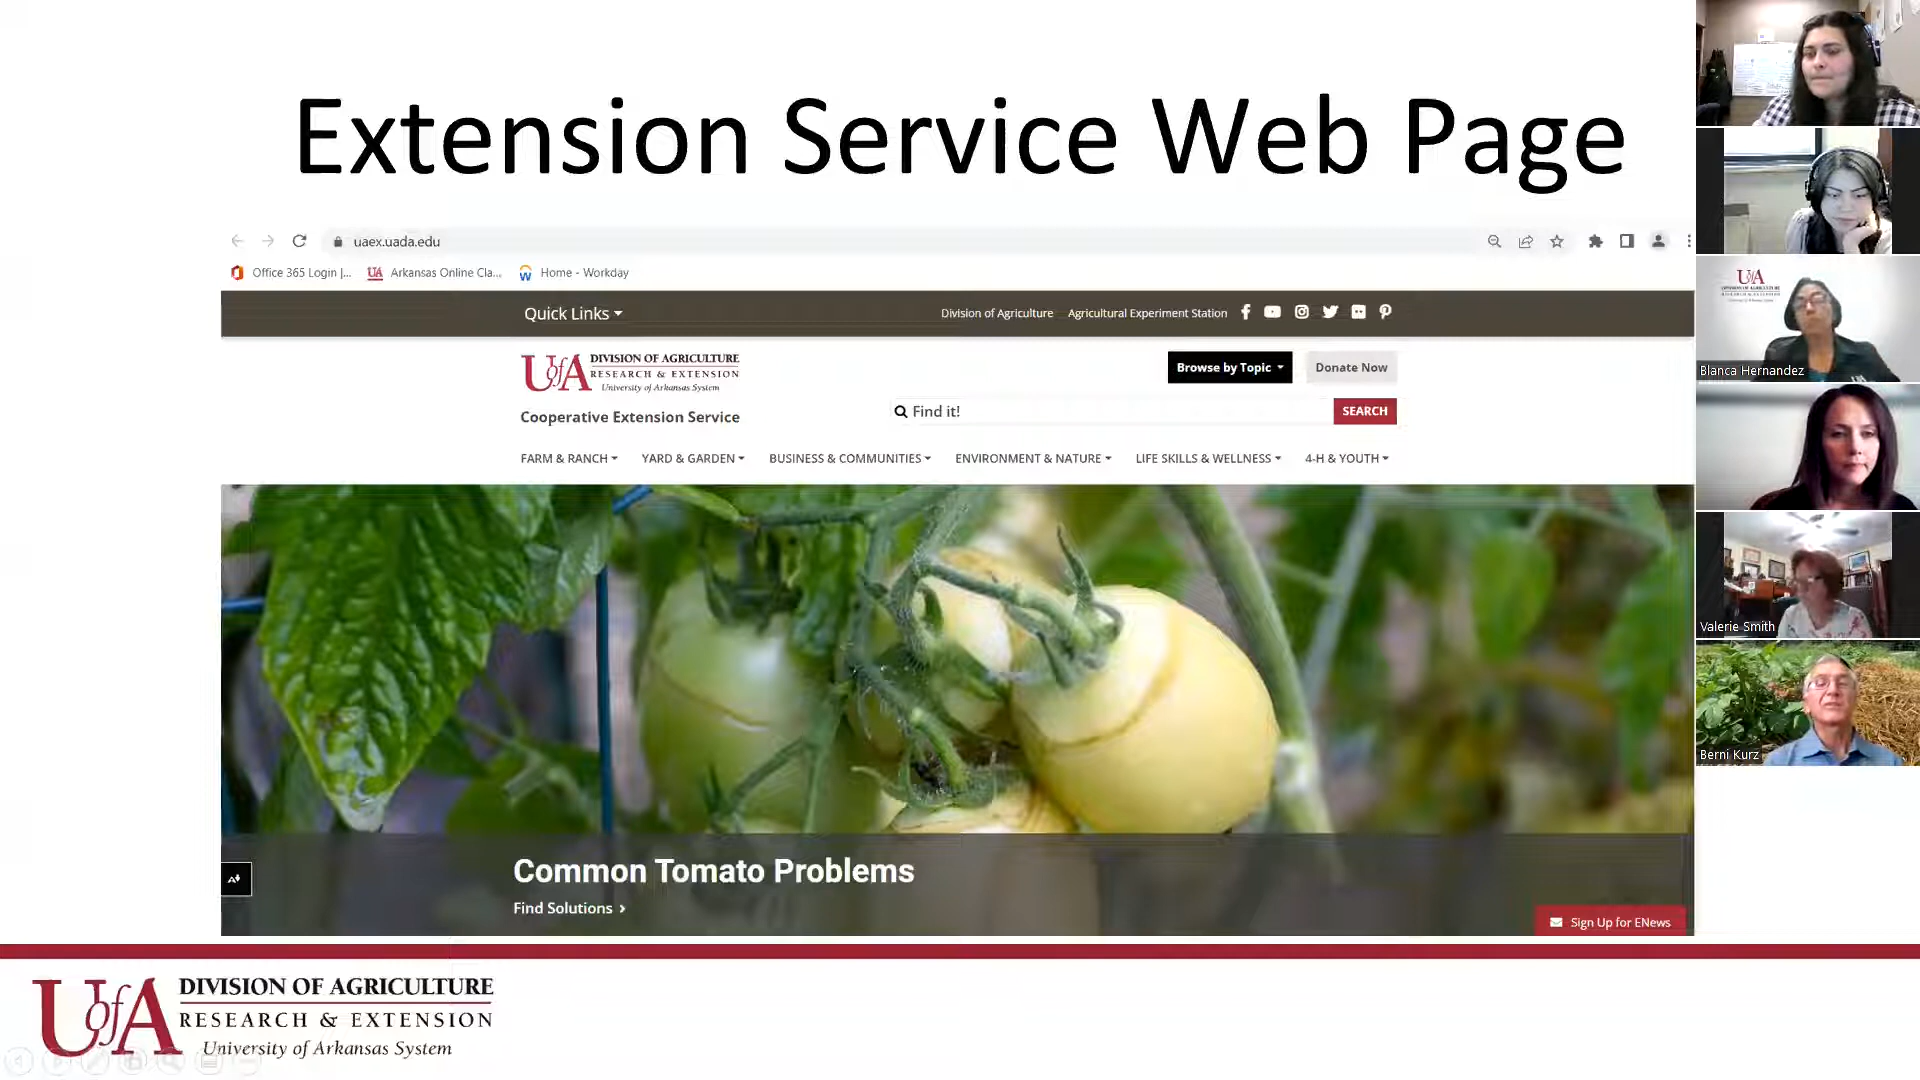 Extension Service Web Page
uaex.uada.edu
Office 365 Login |... Arkansas Online Cla... Home - Workday
Quick Links Division of Agriculture Agricultural Experiment Station
UofA DIVISION OF AGRICULTURE
RESEARCH & EXTENSION
University of Arkansas System
Browse by Topic Donate Now
Cooperative Extension Service
Find it! SEARCH
FARM & RANCH YARD & GARDEN BUSINESS & COMMUNITIES ENVIRONMENT & NATURE LIFE SKILLS & WELLNESS 4-H & YOUTH
Common Tomato Problems
Find Solutions >
Sign Up for ENews
UofA DIVISION OF AGRICULTURE
RESEARCH & EXTENSION
University of Arkansas System
UofA
Blanca Hernandez
Valerie Smith
Berni Kurz